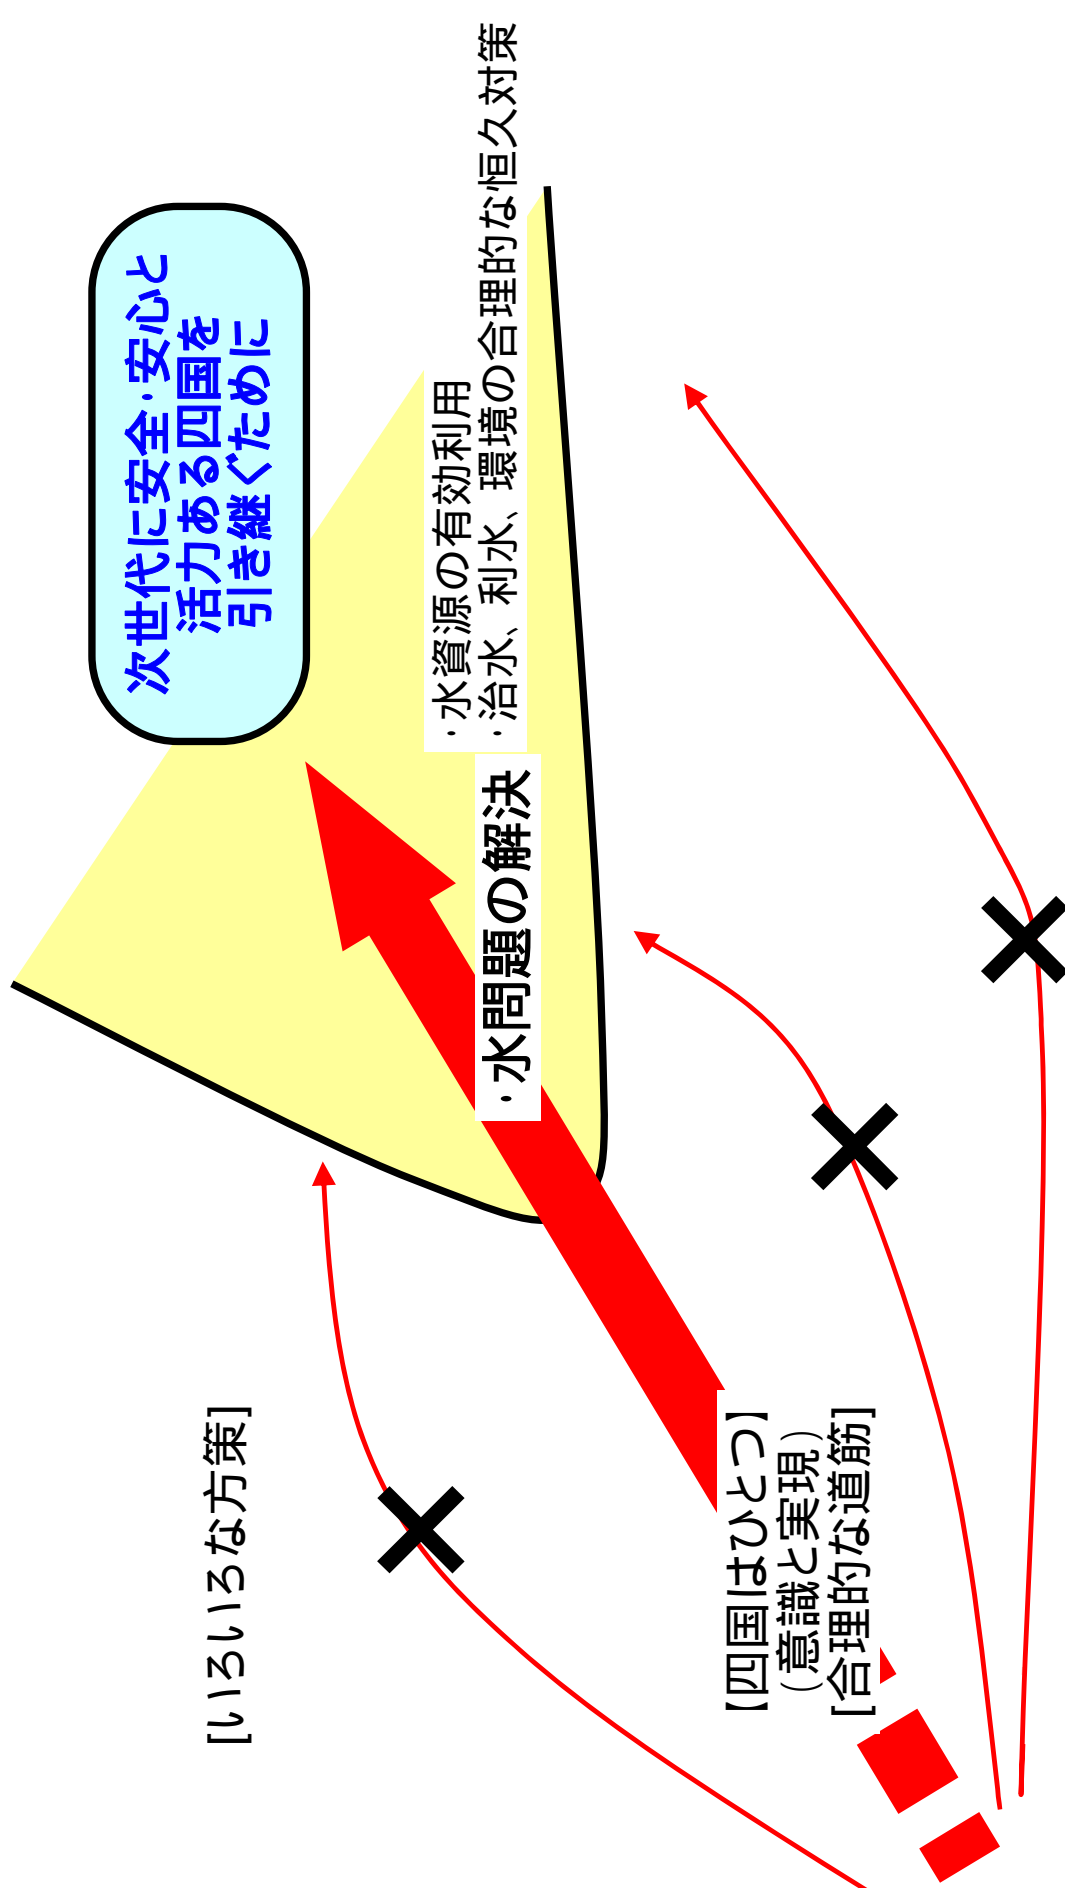 次世代に安全・安心と
活力ある四国を
引き継ぐために
・水資源の有効利用
・治水、利水、環境の合理的な恒久対策
・水問題の解決
[いろいろな方策]
【四国はひとつ】
（意識と実現）
[合理的な道筋]